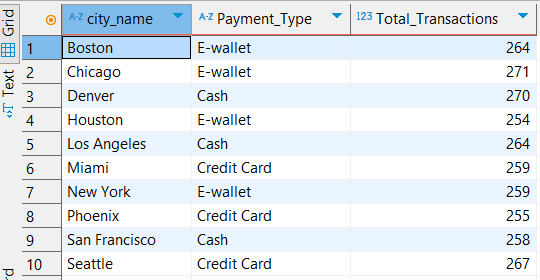 Grid
Text
rd
A-Z city_name A-Z Payment_Type 123 Total_Transactions
1 Boston E-wallet 264
2 Chicago E-wallet 271
3 Denver Cash 270
4 Houston E-wallet 254
5 Los Angeles Cash 264
6 Miami Credit Card 259
7 New York E-wallet 259
8 Phoenix Credit Card 255
9 San Francisco Cash 258
10 Seattle Credit Card 267